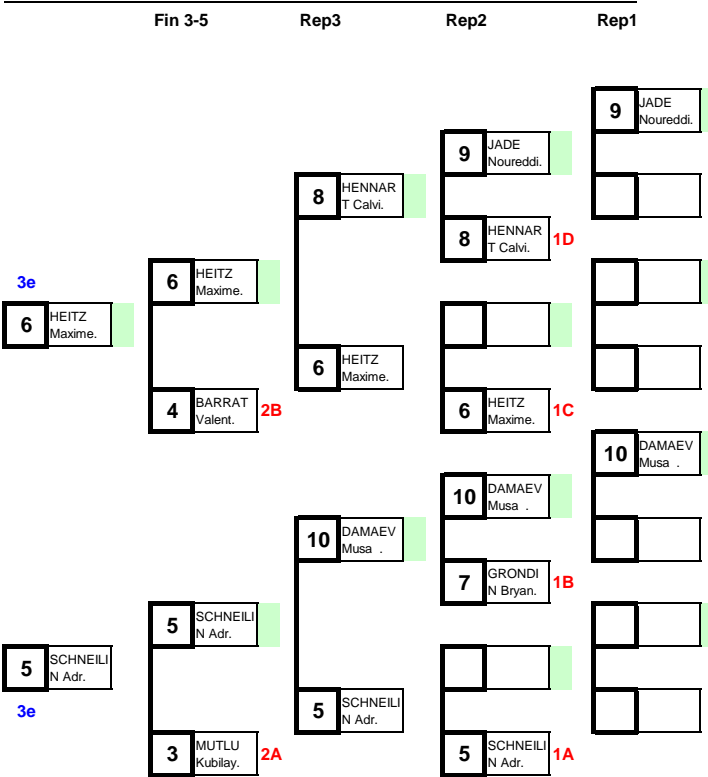 Fin 3-5 Rep3 Rep2 Rep1
9 JADE
Noureddi.
9 JADE
Noureddi.
8 HENNAR
T Calvi.
8 HENNAR
T Calvi. 1D
6 HEITZ
Maxime.
3e
6 HEITZ
Maxime.
6 HEITZ
Maxime.
4 BARRAT
Valent. 2B
6 HEITZ
Maxime. 1C
10 DAMAEV
Musa .
10 DAMAEV
Musa .
10 DAMAEV
Musa .
7 GRONDI
N Bryan. 1B
5 SCHNEILI
N Adr.
5 SCHNEILI
N Adr.
3e
5 SCHNEILI
N Adr.
3 MUTLU
Kubilay. 2A
5 SCHNEILI
N Adr. 1A